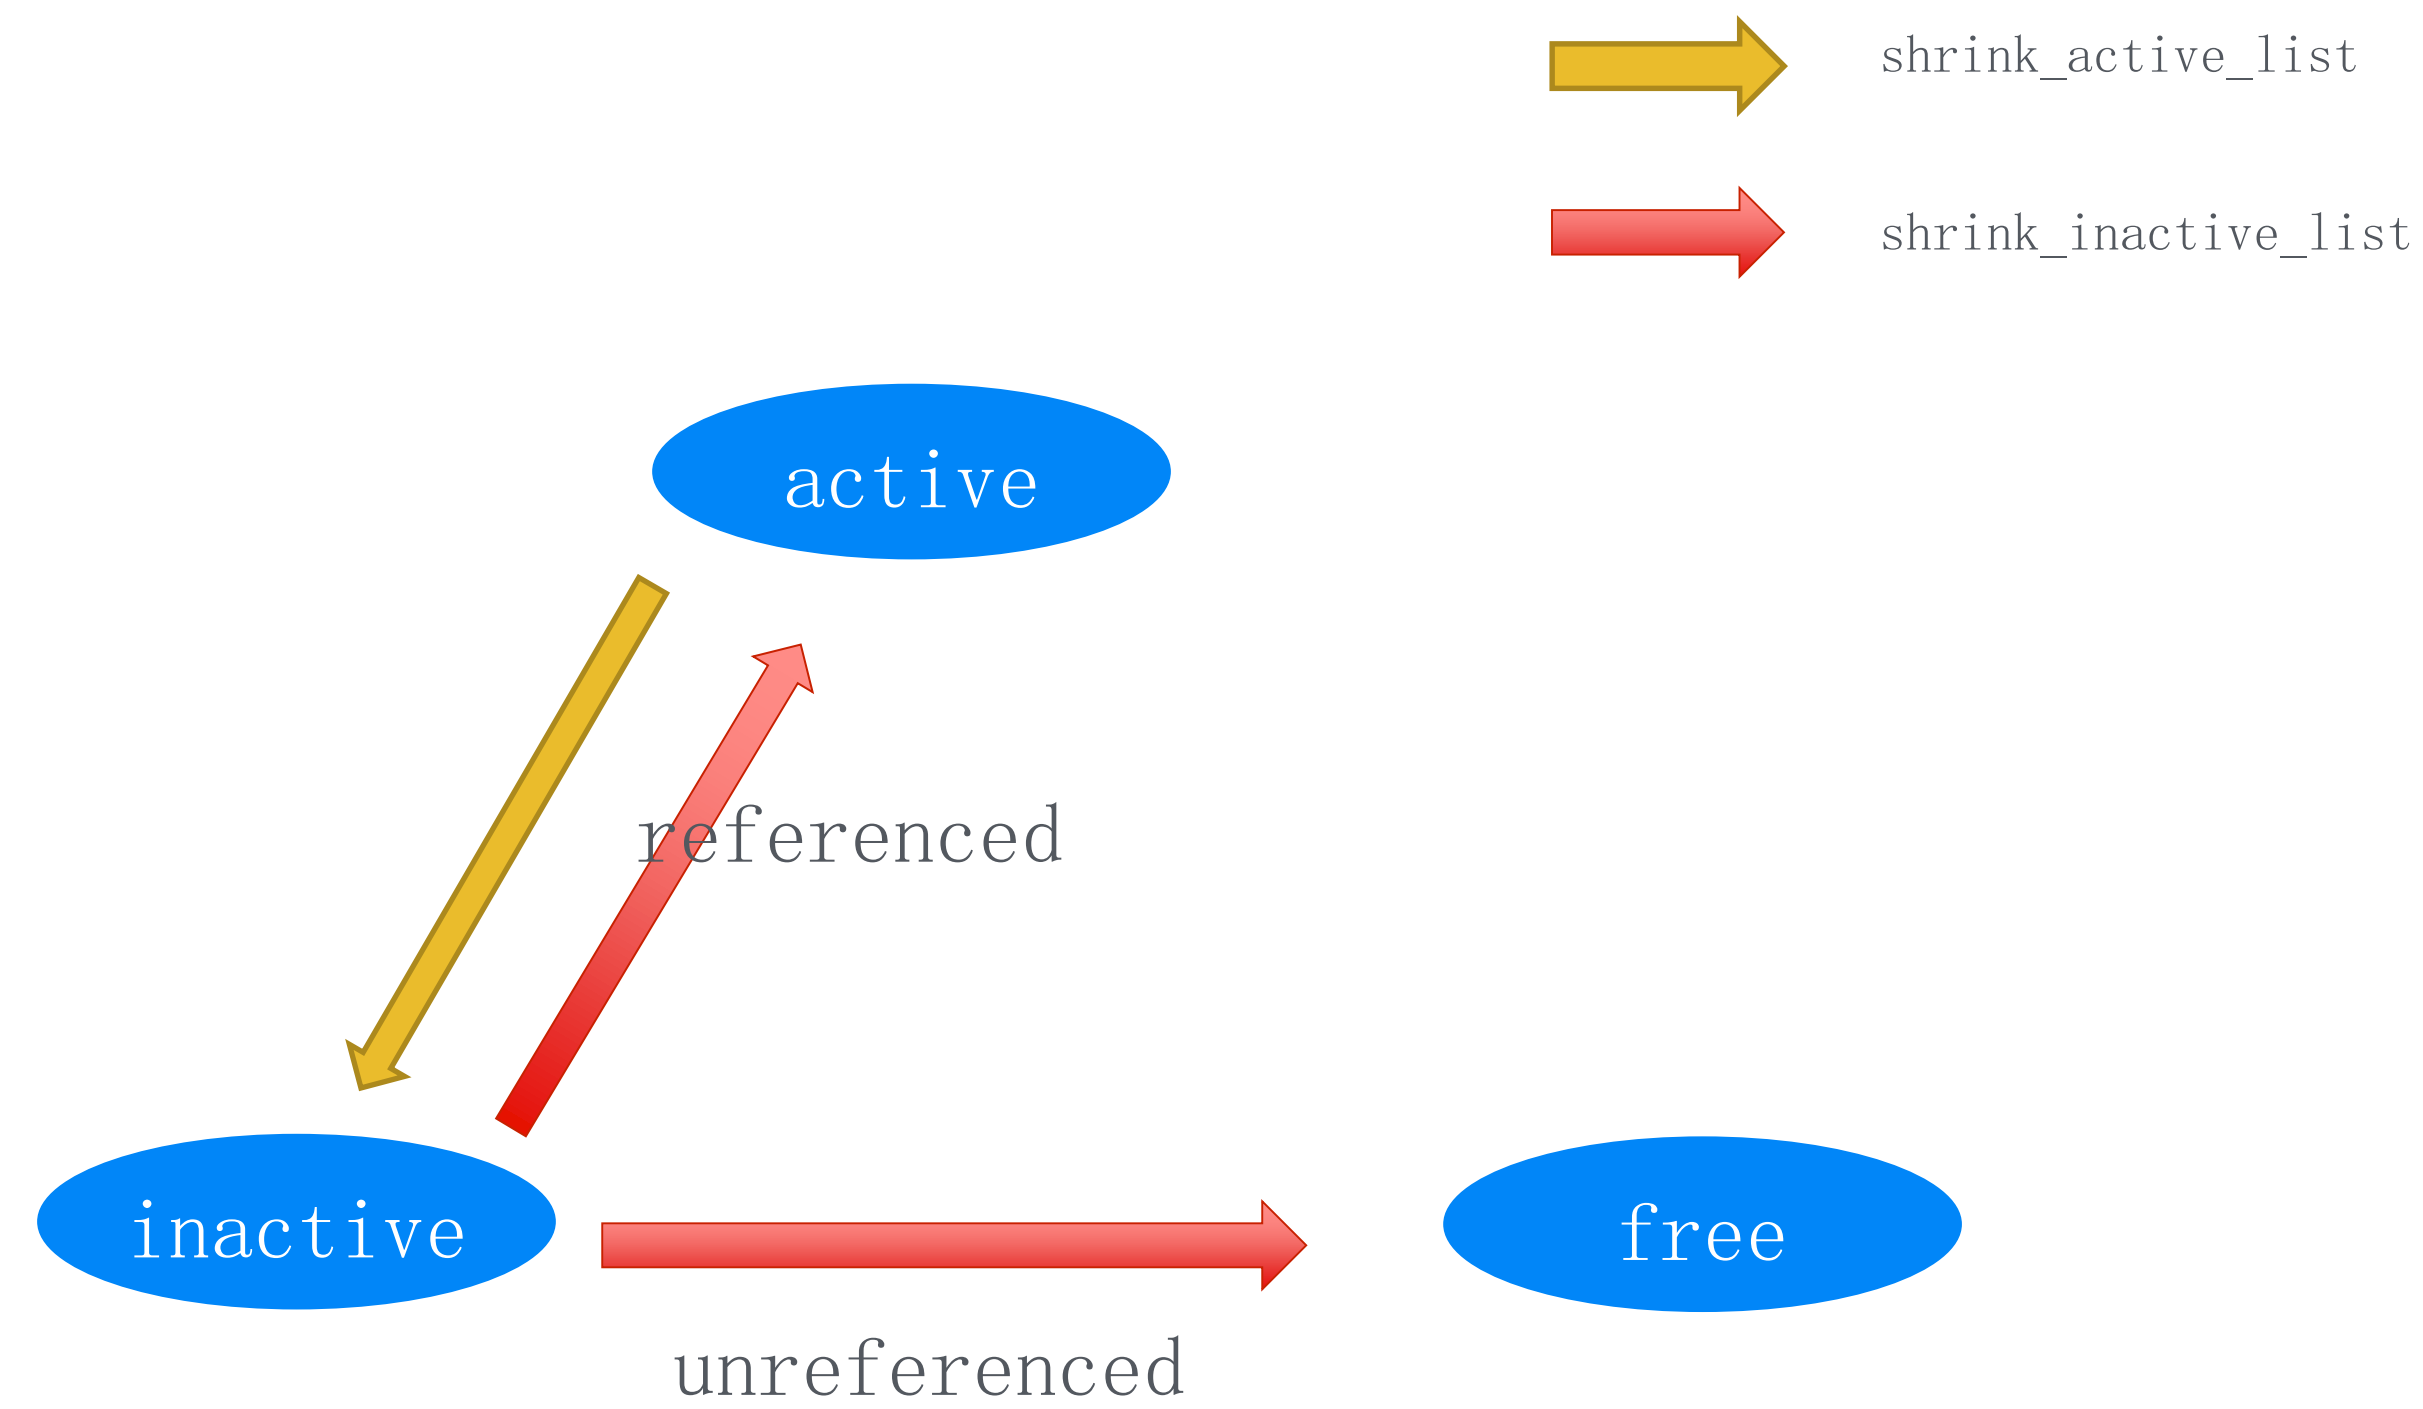 shrink_active_list
shrink_inactive_list
active
referenced
inactive
free
unreferenced